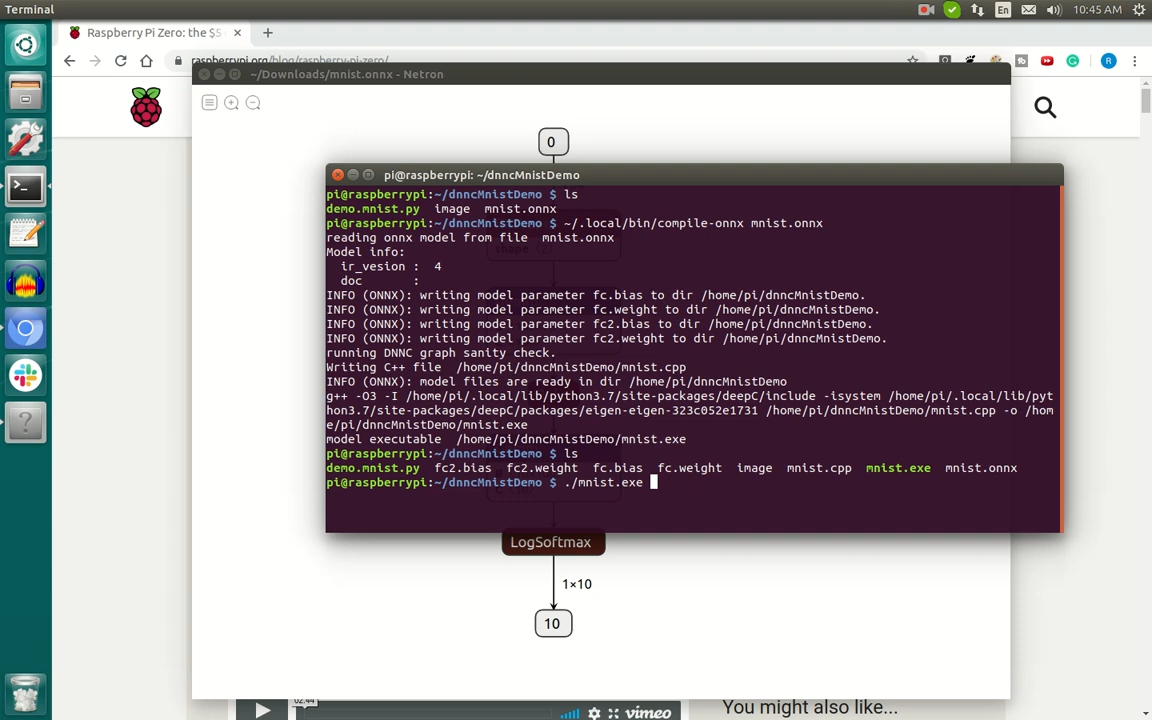 Terminal
En
10:45 AM
Raspberry Pi Zero: the $5
raspberrypi.org/blog/raspberry-pi-zero/
R
~/Downloads/mnist.onnx - Netron
0
pi@raspberrypi: ~/dnncMnistDemo
pi@raspberrypi:~/dnncMnistDemo $ ls
demo.mnist.py image mnist.onnx
pi@raspberrypi:~/dnncMnistDemo $ ~/.local/bin/compile-onnx mnist.onnx
reading onnx model from file mnist.onnx
Model info:
ir_vesion : 4
doc :
INFO (ONNX): writing model parameter fc.bias to dir /home/pi/dnncMnistDemo.
INFO (ONNX): writing model parameter fc.weight to dir /home/pi/dnncMnistDemo.
INFO (ONNX): writing model parameter fc2.bias to dir /home/pi/dnncMnistDemo.
INFO (ONNX): writing model parameter fc2.weight to dir /home/pi/dnncMnistDemo.
running DNNC graph sanity check.
Writing C++ file /home/pi/dnncMnistDemo/mnist.cpp
INFO (ONNX): model files are ready in dir /home/pi/dnncMnistDemo
g++ -O3 -I /home/pi/.local/lib/python3.7/site-packages/deepC/include -isystem /home/pi/.local/lib/pyt
hon3.7/site-packages/deepC/packages/eigen-eigen-323c052e1731 /home/pi/dnncMnistDemo/mnist.cpp -o /hom
e/pi/dnncMnistDemo/mnist.exe
model executable /home/pi/dnncMnistDemo/mnist.exe
pi@raspberrypi:~/dnncMnistDemo $ ls
demo.mnist.py fc2.bias fc2.weight fc.bias fc.weight image mnist.cpp mnist.exe mnist.onnx
pi@raspberrypi:~/dnncMnistDemo $ ./mnist.exe
LogSoftmax
1×10
10
02:44
vimeo
You might also like...